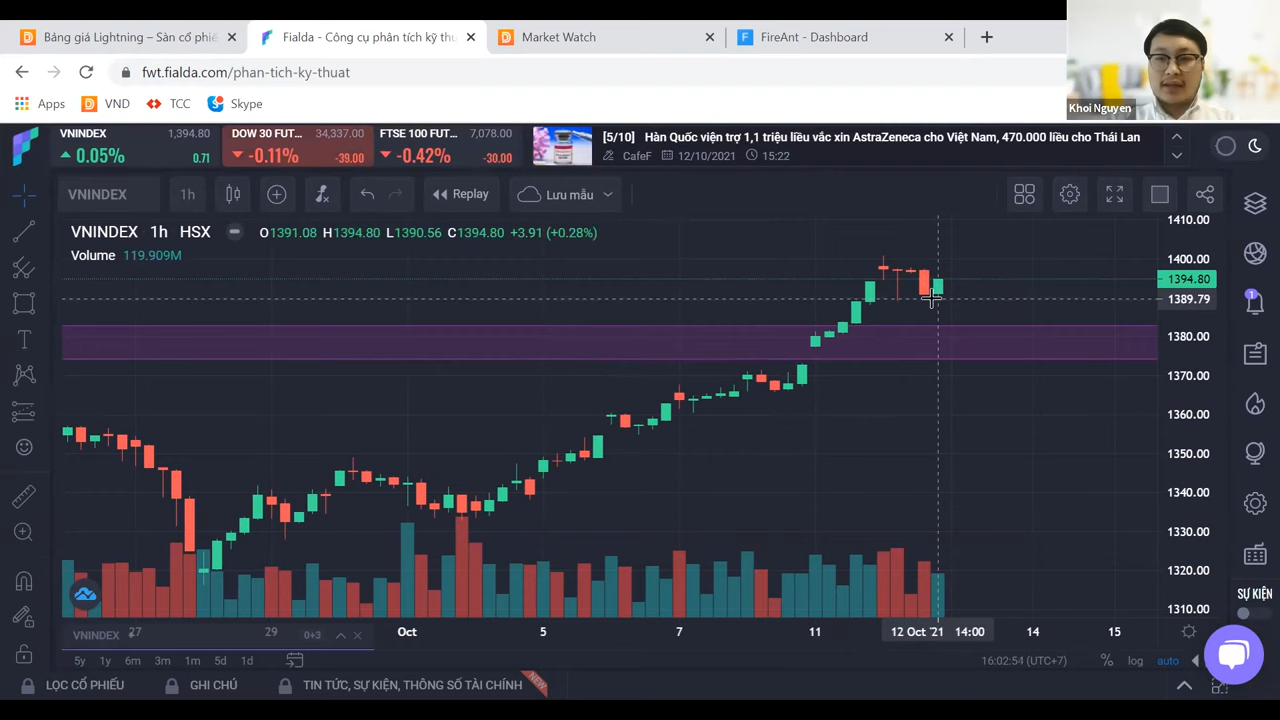 Bảng giá Lightning – Sàn cổ phiế
Fialda - Công cụ phân tích kỹ thu
Market Watch
FireAnt - Dashboard
fwt.fialda.com/phan-tich-ky-thuat
Apps
VND
TCC
Skype
Khoi Nguyen
VNINDEX 1,394.80
0.05% 0.71
DOW 30 FUT... 34,337.00
-0.11% -39.00
FTSE 100 FUT... 7,078.00
-0.42% -30.00
[5/10] Hàn Quốc viện trợ 1,1 triệu liều vắc xin AstraZeneca cho Việt Nam, 470.000 liều cho Thái Lan
CafeF 12/10/2021 15:22
VNINDEX
1h
Replay
Lưu mẫu
VNINDEX 1h HSX
O1391.08 H1394.80 L1390.56 C1394.80 +3.91 (+0.28%)
Volume 119.909M
1410.00
1400.00
1394.80
1389.79
1380.00
1370.00
1360.00
1350.00
1340.00
1330.00
1320.00
1310.00
1
27
29
Oct
5
7
11
12 Oct '21 14:00
14
15
VNINDEX
0+3
5y
1y
6m
3m
1m
5d
1d
16:02:54 (UTC+7)
%
log
auto
SỰ KIỆN
LỌC CỔ PHIẾU
GHI CHÚ
TIN TỨC, SỰ KIỆN, THÔNG SỐ TÀI CHÍNH
NEW